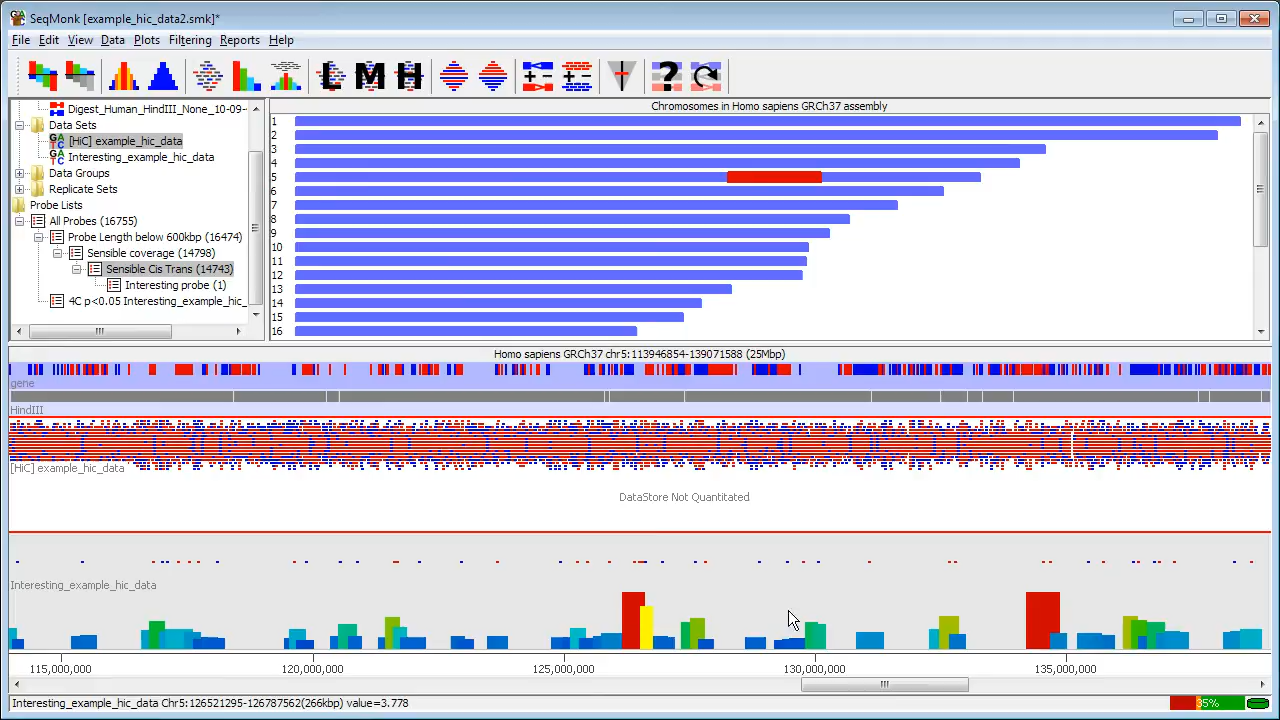 SeqMonk [example_hic_data2.smk]*
File Edit View Data Plots Filtering Reports Help
L M H ?
Digest_Human_HindIII_None_10-09-
Data Sets
[HiC] example_hic_data
Interesting_example_hic_data
Data Groups
Replicate Sets
Probe Lists
All Probes (16755)
Probe Length below 600kbp (16474)
Sensible coverage (14798)
Sensible Cis Trans (14743)
Interesting probe (1)
4C p<0.05 Interesting_example_hic_
Chromosomes in Homo sapiens GRCh37 assembly
1
2
3
4
5
6
7
8
9
10
11
12
13
14
15
16
Homo sapiens GRCh37 chr5:113946854-139071588 (25Mbp)
gene
HindIII
[HiC] example_hic_data
DataStore Not Quantitated
Interesting_example_hic_data
115,000,000 120,000,000 125,000,000 130,000,000 135,000,000
Interesting_example_hic_data Chr5:126521295-126787562(266kbp) value=3.778
35%